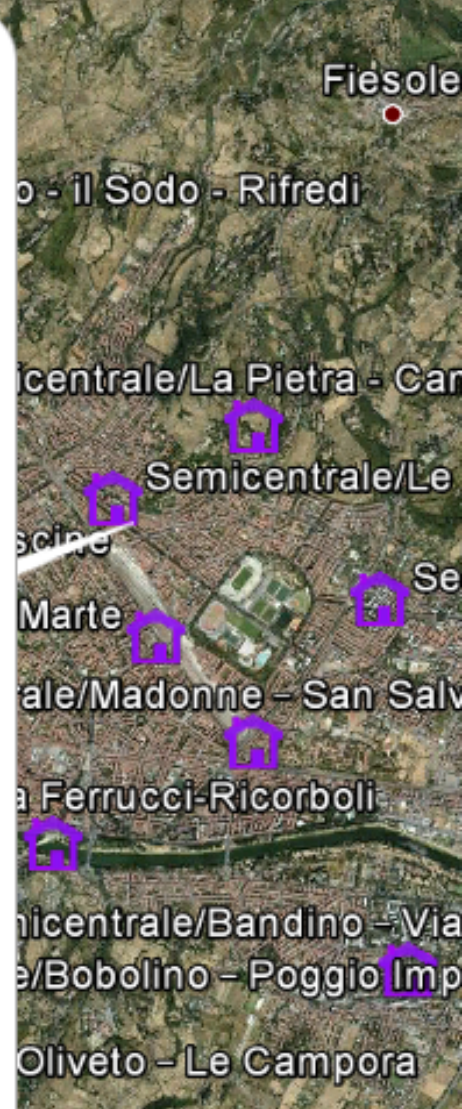 Fiesole
o - il Sodo - Rifredi
icentrale/La Pietra - Car
Semicentrale/Le
scine
Se
Marte
rale/Madonne - San Salv
a Ferrucci-Ricorboli
nicentrale/Bandino - Via
e/Bobolino - Poggio Imp
Oliveto - Le Campora